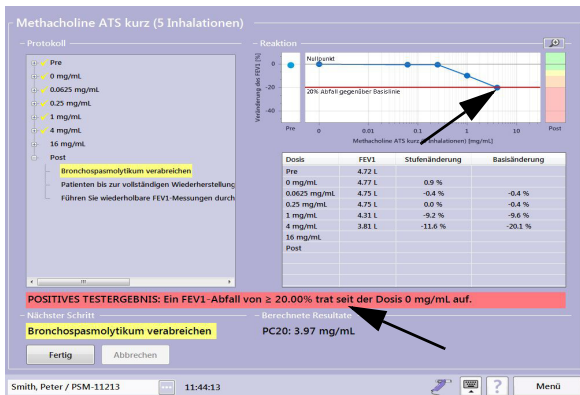 Methacholine ATS kurz (5 Inhalationen)
Protokoll
Pre
0 mg/mL
0.0625 mg/mL
0.25 mg/mL
1 mg/mL
4 mg/mL
16 mg/mL
Post
Bronchospasmolytikum verabreichen
Patienten bis zur vollständigen Wiederherstellung
Führen Sie wiederholbare FEV1-Messungen durch
Reaktion
Veränderung des FEV1 [%]
0
-20
-40
Nullpunkt
20% Abfall gegenüber Basislinie
Pre 0 0.01 0.1 1 10 Post
Methacholine ATS kurz (5 Inhalationen) [mg/mL]
Dosis FEV1 Stufenänderung Basisänderung
Pre 4.72 L
0 mg/mL 4.77 L 0.9 %
0.0625 mg/mL 4.75 L -0.4 % -0.4 %
0.25 mg/mL 4.75 L 0.0 % -0.4 %
1 mg/mL 4.31 L -9.2 % -9.6 %
4 mg/mL 3.81 L -11.6 % -20.1 %
16 mg/mL
Post
POSITIVES TESTERGEBNIS: Ein FEV1-Abfall von ≥ 20.00% trat seit der Dosis 0 mg/mL auf.
Nächster Schritt
Bronchospasmolytikum verabreichen
Berechnete Resultate
PC20: 3.97 mg/mL
Fertig Abbrechen
Smith, Peter / PSM-11213 ... 11:44:13 ? Menü